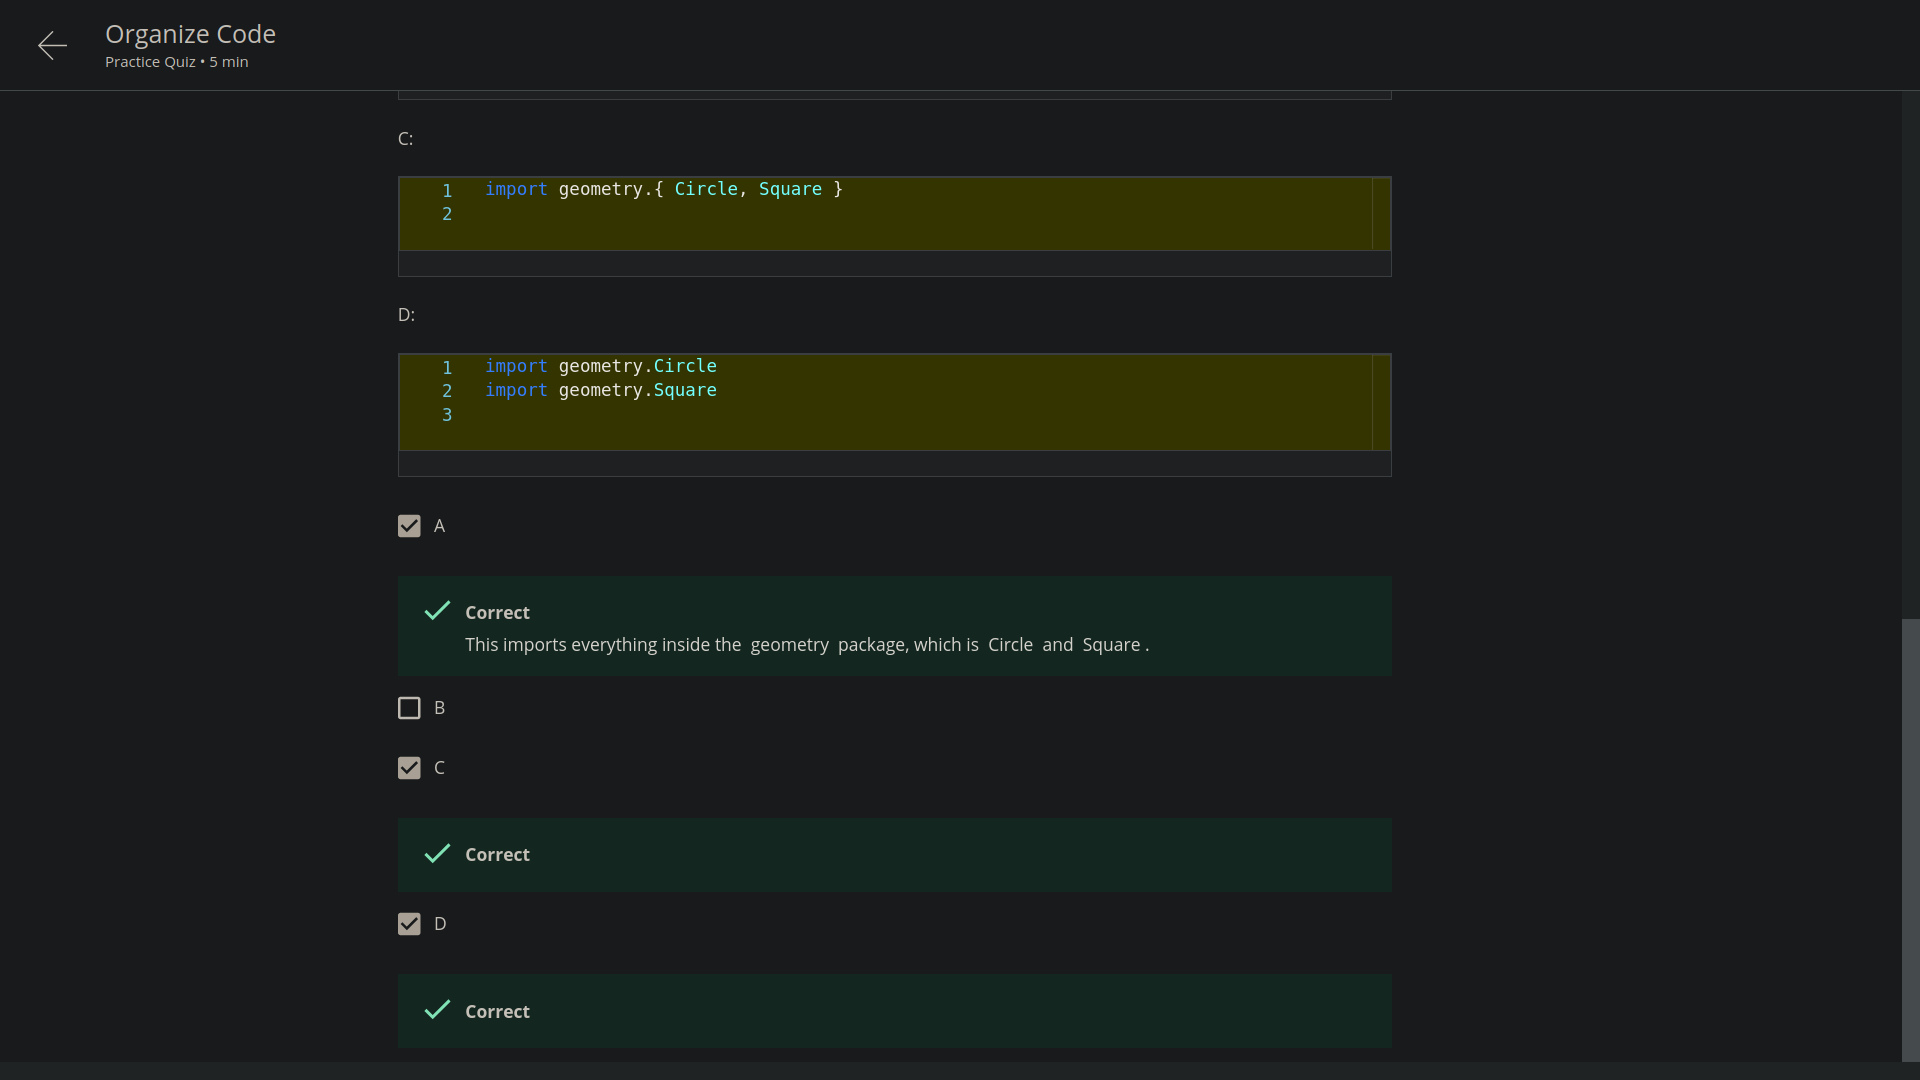 Organize Code
Practice Quiz • 5 min
C:
1 import geometry.{ Circle, Square }
2
D:
1 import geometry.Circle
2 import geometry.Square
3
A
Correct
This imports everything inside the geometry package, which is Circle and Square .
B
C
Correct
D
Correct